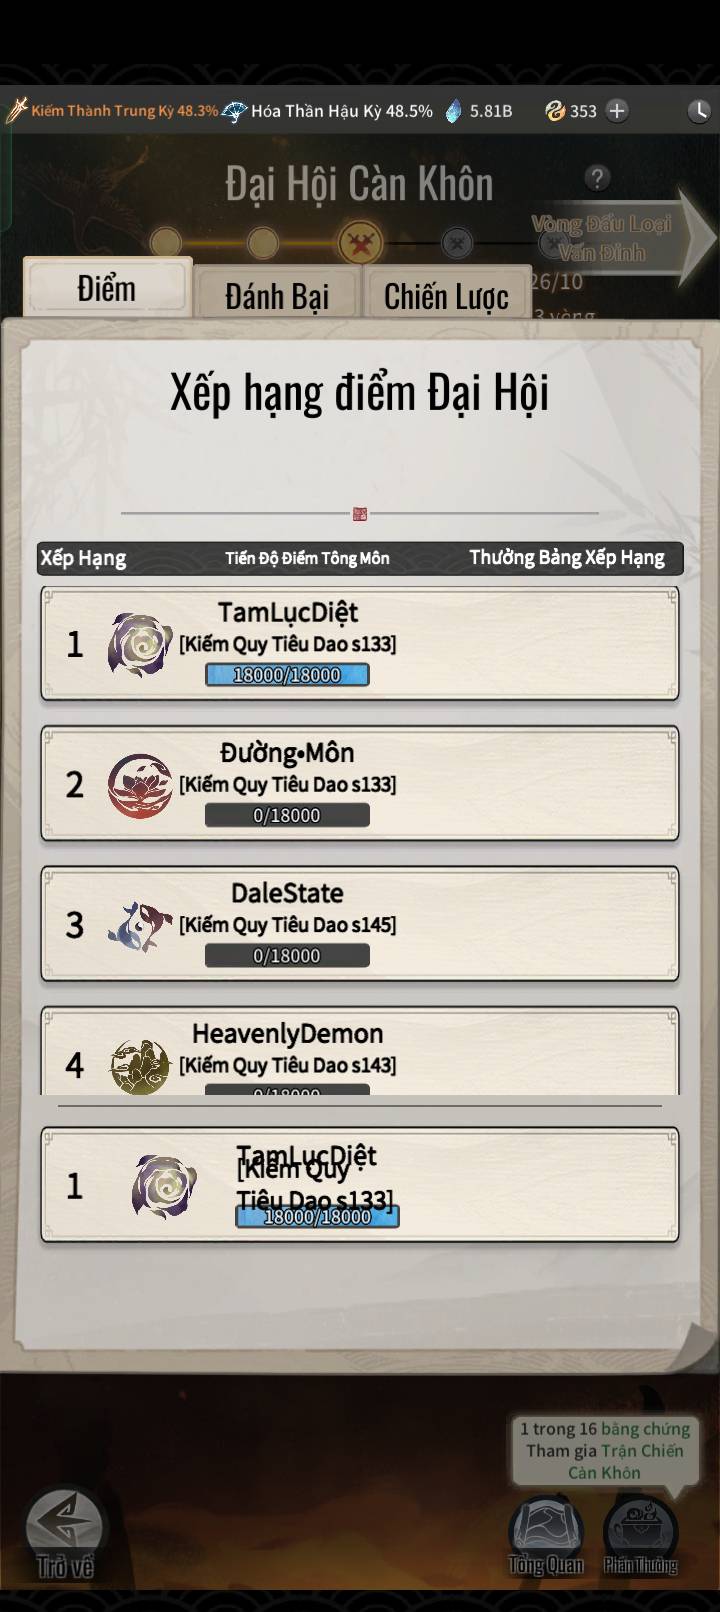 Kiếm Thành Trung Kỳ 48.3% Hóa Thần Hậu Kỳ 48.5% 5.81B 353
Đại Hội Càn Khôn ?
Vòng Đấu Loại
Vấn Đỉnh
26/10
3 vòng
Điểm Đánh Bại Chiến Lược
Xếp hạng điểm Đại Hội
Xếp Hạng Tiến Độ Điểm Tông Môn Thưởng Bảng Xếp Hạng
1 TamLụcDiệt
[Kiếm Quy Tiêu Dao s133]
18000/18000
2 Đường•Môn
[Kiếm Quy Tiêu Dao s133]
0/18000
3 DaleState
[Kiếm Quy Tiêu Dao s145]
0/18000
4 HeavenlyDemon
[Kiếm Quy Tiêu Dao s143]
0/18000
1 TamLụcDiệt
[Kiếm Quy
Tiêu Dao s133]
18000/18000
1 trong 16 bằng chứng
Tham gia Trận Chiến
Càn Khôn
Trở về Tổng Quan Phần Thưởng